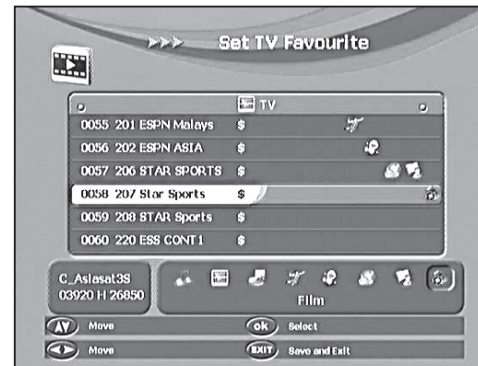 >>> Set TV Favourite
TV
0055 201 ESPN Malays $
0056 202 ESPN ASIA $
0057 206 STAR SPORTS $
0058 207 Star Sports $
0059 208 STAR Sports $
0060 220 ESS CONT1 $
C_Asiasat3S
03920 H 26850
Film
Move
ok Select
Move
EXIT Save and Exit